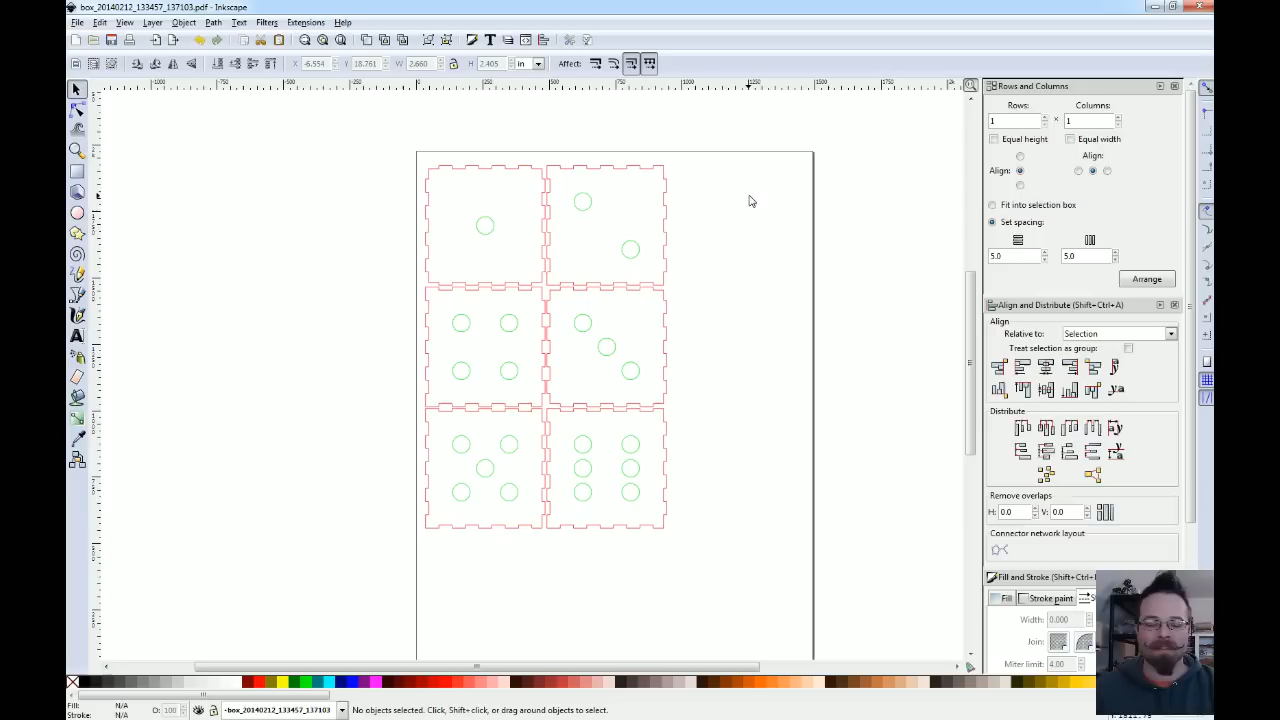 box_20140212_133457_137103.pdf - Inkscape
File Edit View Layer Object Path Text Filters Extensions Help
X -6.554 Y 18.761 W 2.660 H 2.405 in Affect:
Rows and Columns
Rows: Columns:
1 × 1
Equal height Equal width
Align:
Align:
Fit into selection box
Set spacing:
5.0 5.0
Arrange
Align and Distribute (Shift+Ctrl+A)
Align
Relative to: Selection
Treat selection as group:
Distribute
Remove overlaps
H: 0.0 V: 0.0
Connector network layout
Fill and Stroke (Shift+Ctrl+
Fill Stroke paint
Width: 0.000
Join:
Miter limit: 4.00
Fill: N/A
Stroke: N/A
O: 100
box_20140212_133457_137103
No objects selected. Click, Shift+click, or drag around objects to select.